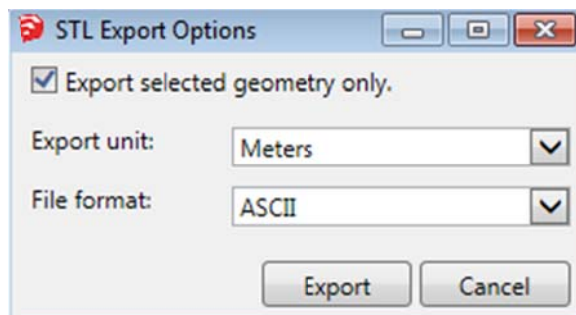 STL Export Options
Export selected geometry only.
Export unit: Meters
File format: ASCII
Export Cancel